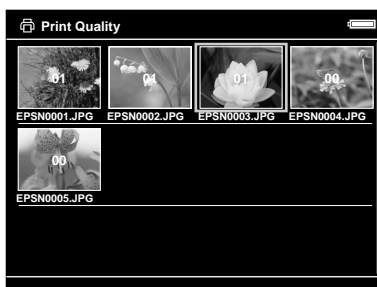 Print Quality
01 01 01 00
EPSN0001.JPG EPSN0002.JPG EPSN0003.JPG EPSN0004.JPG
00
EPSN0005.JPG